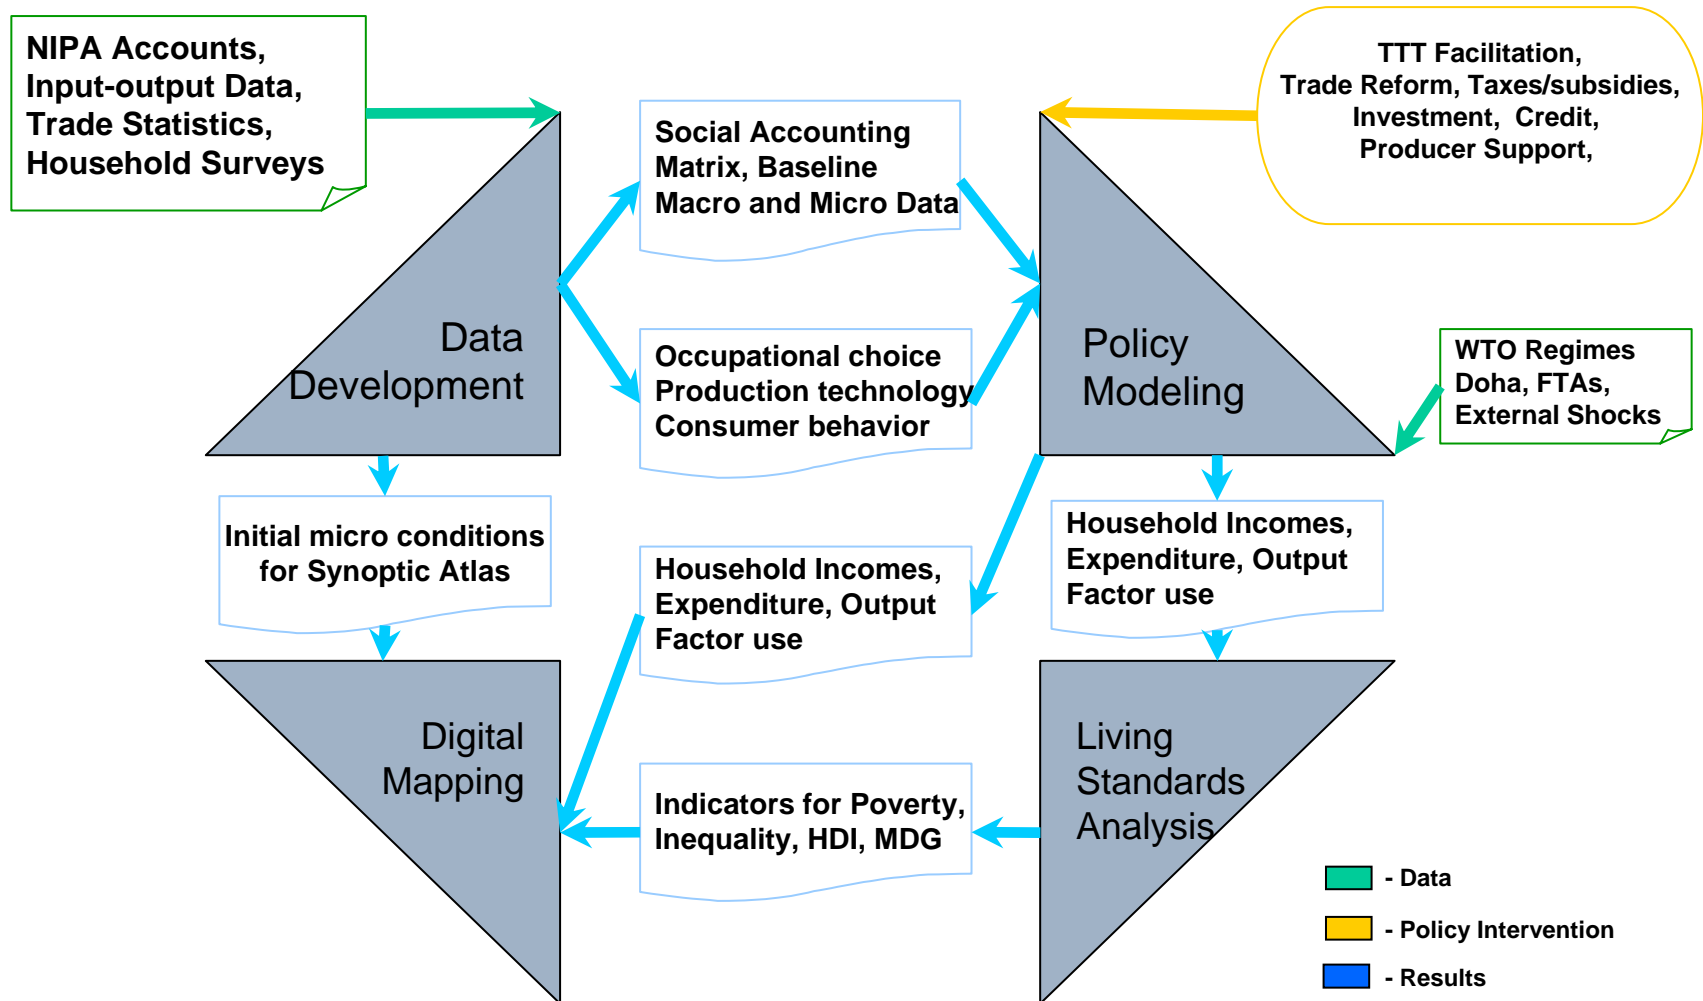 NIPA Accounts,
Input-output Data,
Trade Statistics,
Household Surveys
TTT Facilitation,
Trade Reform, Taxes/subsidies,
Investment, Credit,
Producer Support,
Social Accounting
Matrix, Baseline
Macro and Micro Data
Data
Development
Occupational choice
Production technology
Consumer behavior
Policy
Modeling
WTO Regimes
Doha, FTAs,
External Shocks
Initial micro conditions
for Synoptic Atlas
Household Incomes,
Expenditure, Output
Factor use
Household Incomes,
Expenditure, Output
Factor use
Digital
Mapping
Indicators for Poverty,
Inequality, HDI, MDG
Living
Standards
Analysis
- Data
- Policy Intervention
- Results